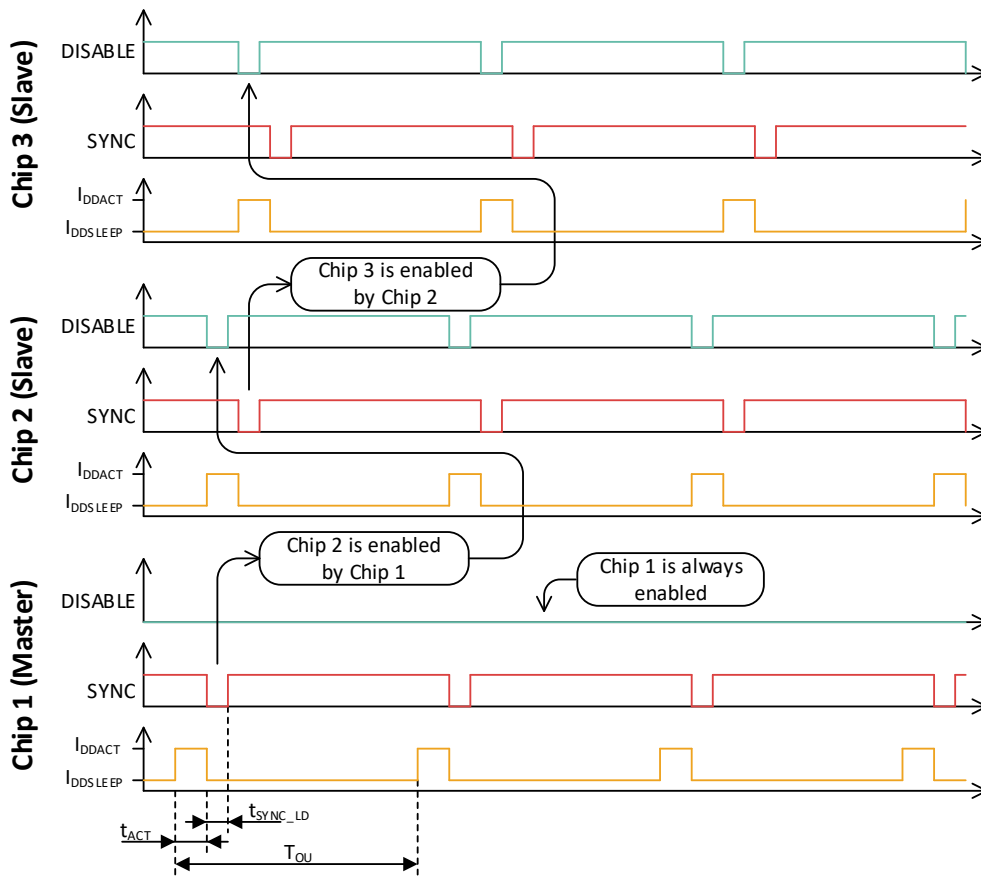 Chip 3 (Slave)
DISABLE
SYNC
IDDACT
IDDSLEEP
Chip 3 is enabled
by Chip 2
Chip 2 (Slave)
DISABLE
SYNC
IDDACT
IDDSLEEP
Chip 2 is enabled
by Chip 1
Chip 1 is always
enabled
Chip 1 (Master)
DISABLE
SYNC
IDDACT
IDDSLEEP
tSYNC_LD
tACT
TOU